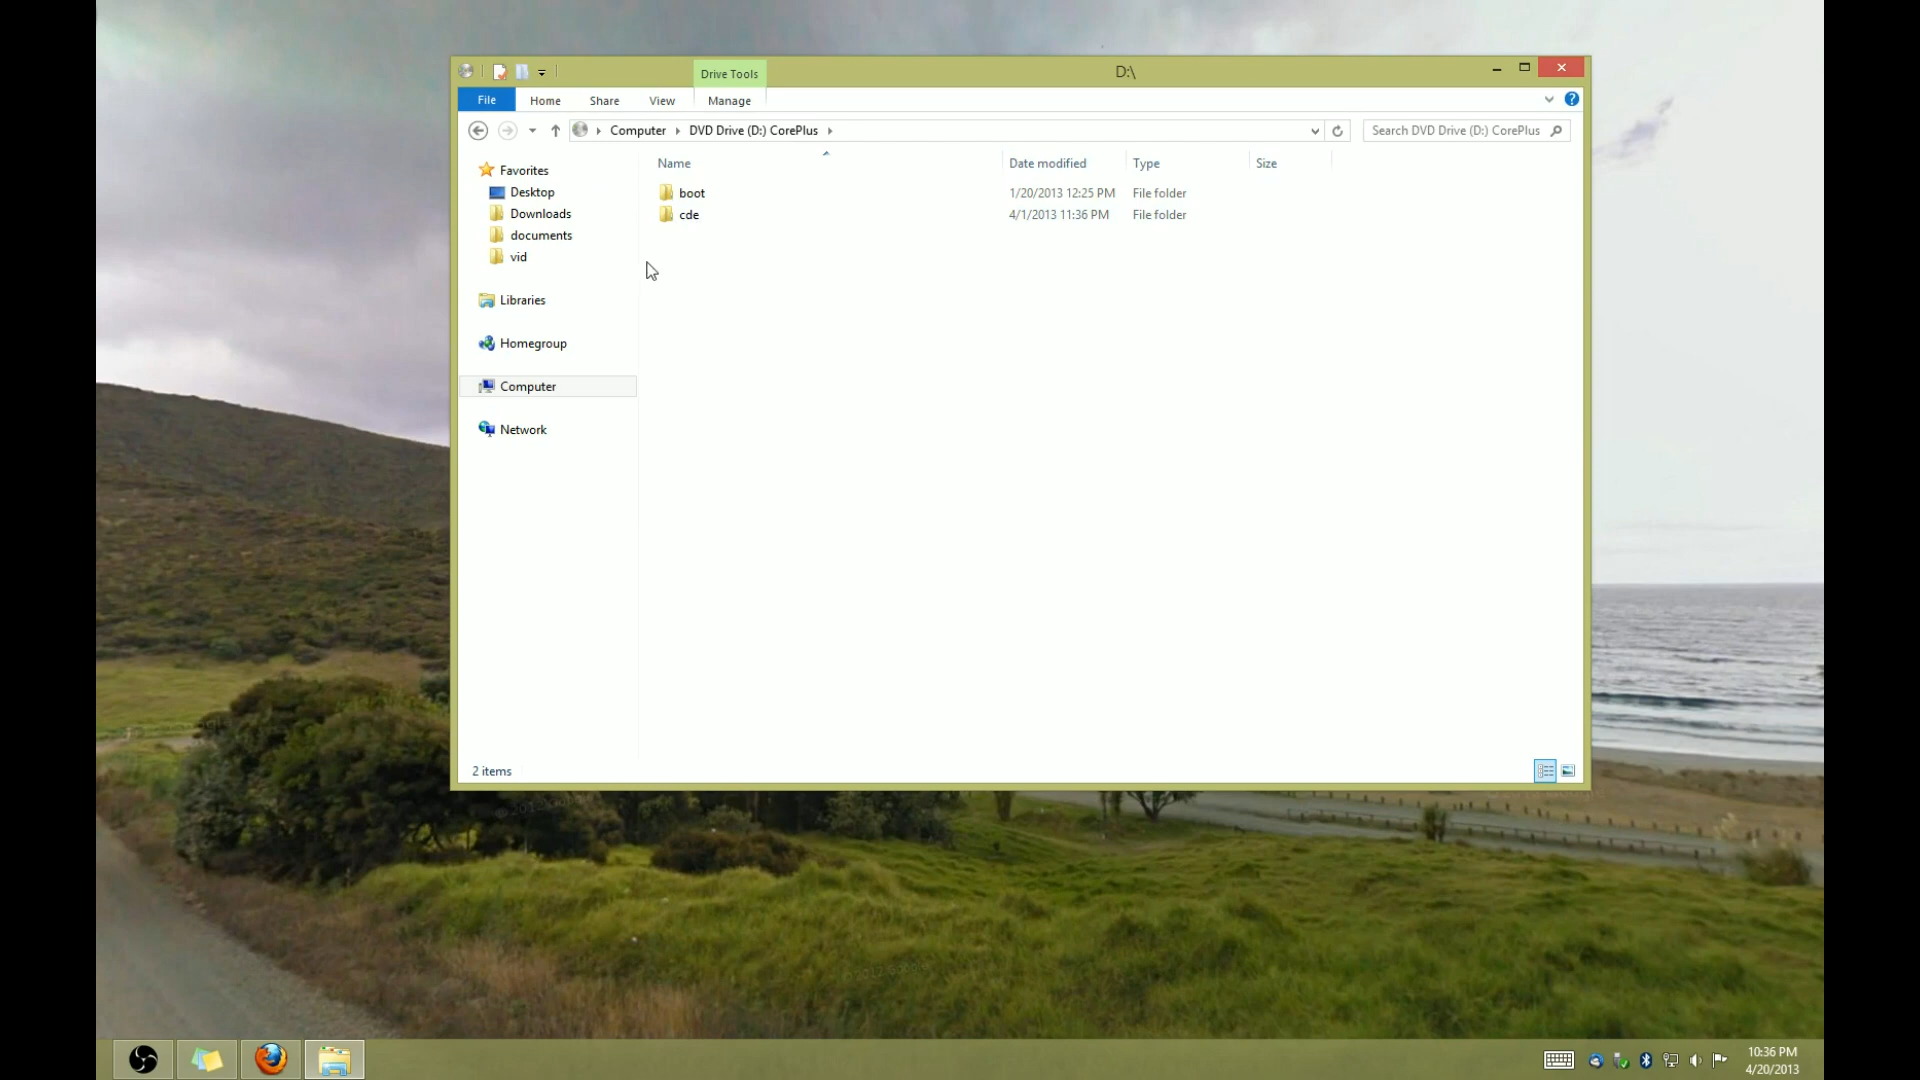 Drive Tools
D:\
File
Home
Share
View
Manage
Computer
DVD Drive (D:) CorePlus
Search DVD Drive (D:) CorePlus
Name
Date modified
Type
Size
Favorites
Desktop
Downloads
documents
vid
Libraries
Homegroup
Computer
Network
boot
1/20/2013 12:25 PM
File folder
cde
4/1/2013 11:36 PM
File folder
2 items
© 2012 Google
10:36 PM
4/20/2013